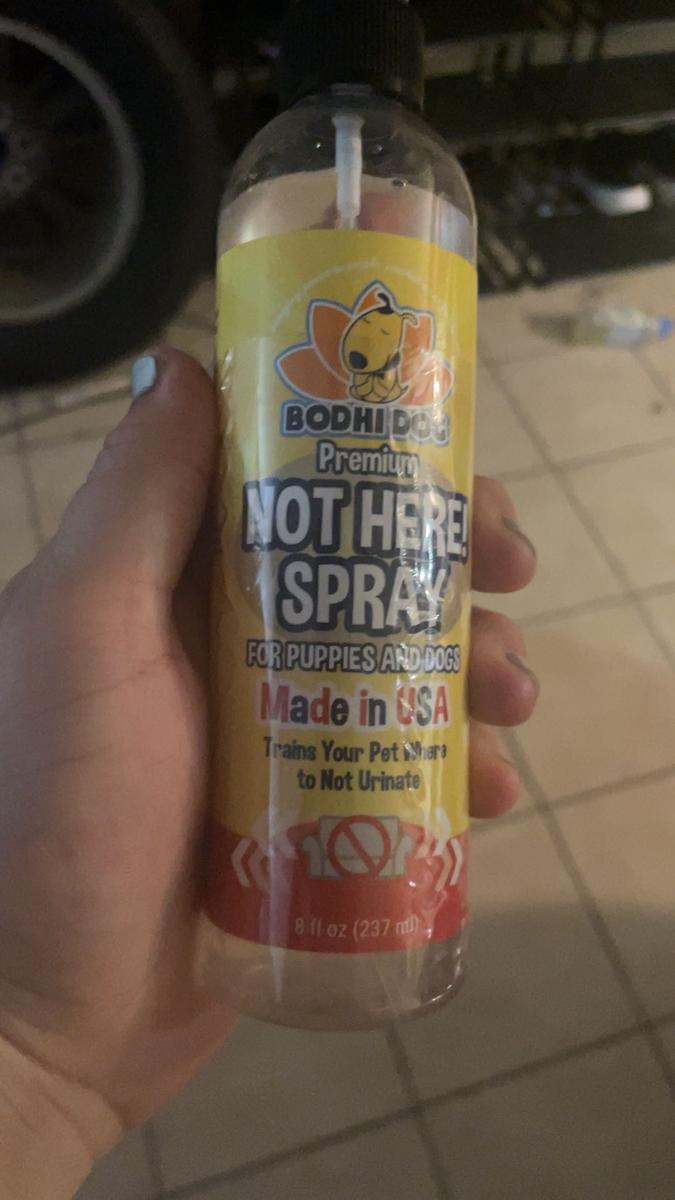 BODHI DOG
Premium
NOT HERE!
SPRAY
FOR PUPPIES AND DOGS
Made in USA
Trains Your Pet Where
to Not Urinate
8 fl oz (237 ml)